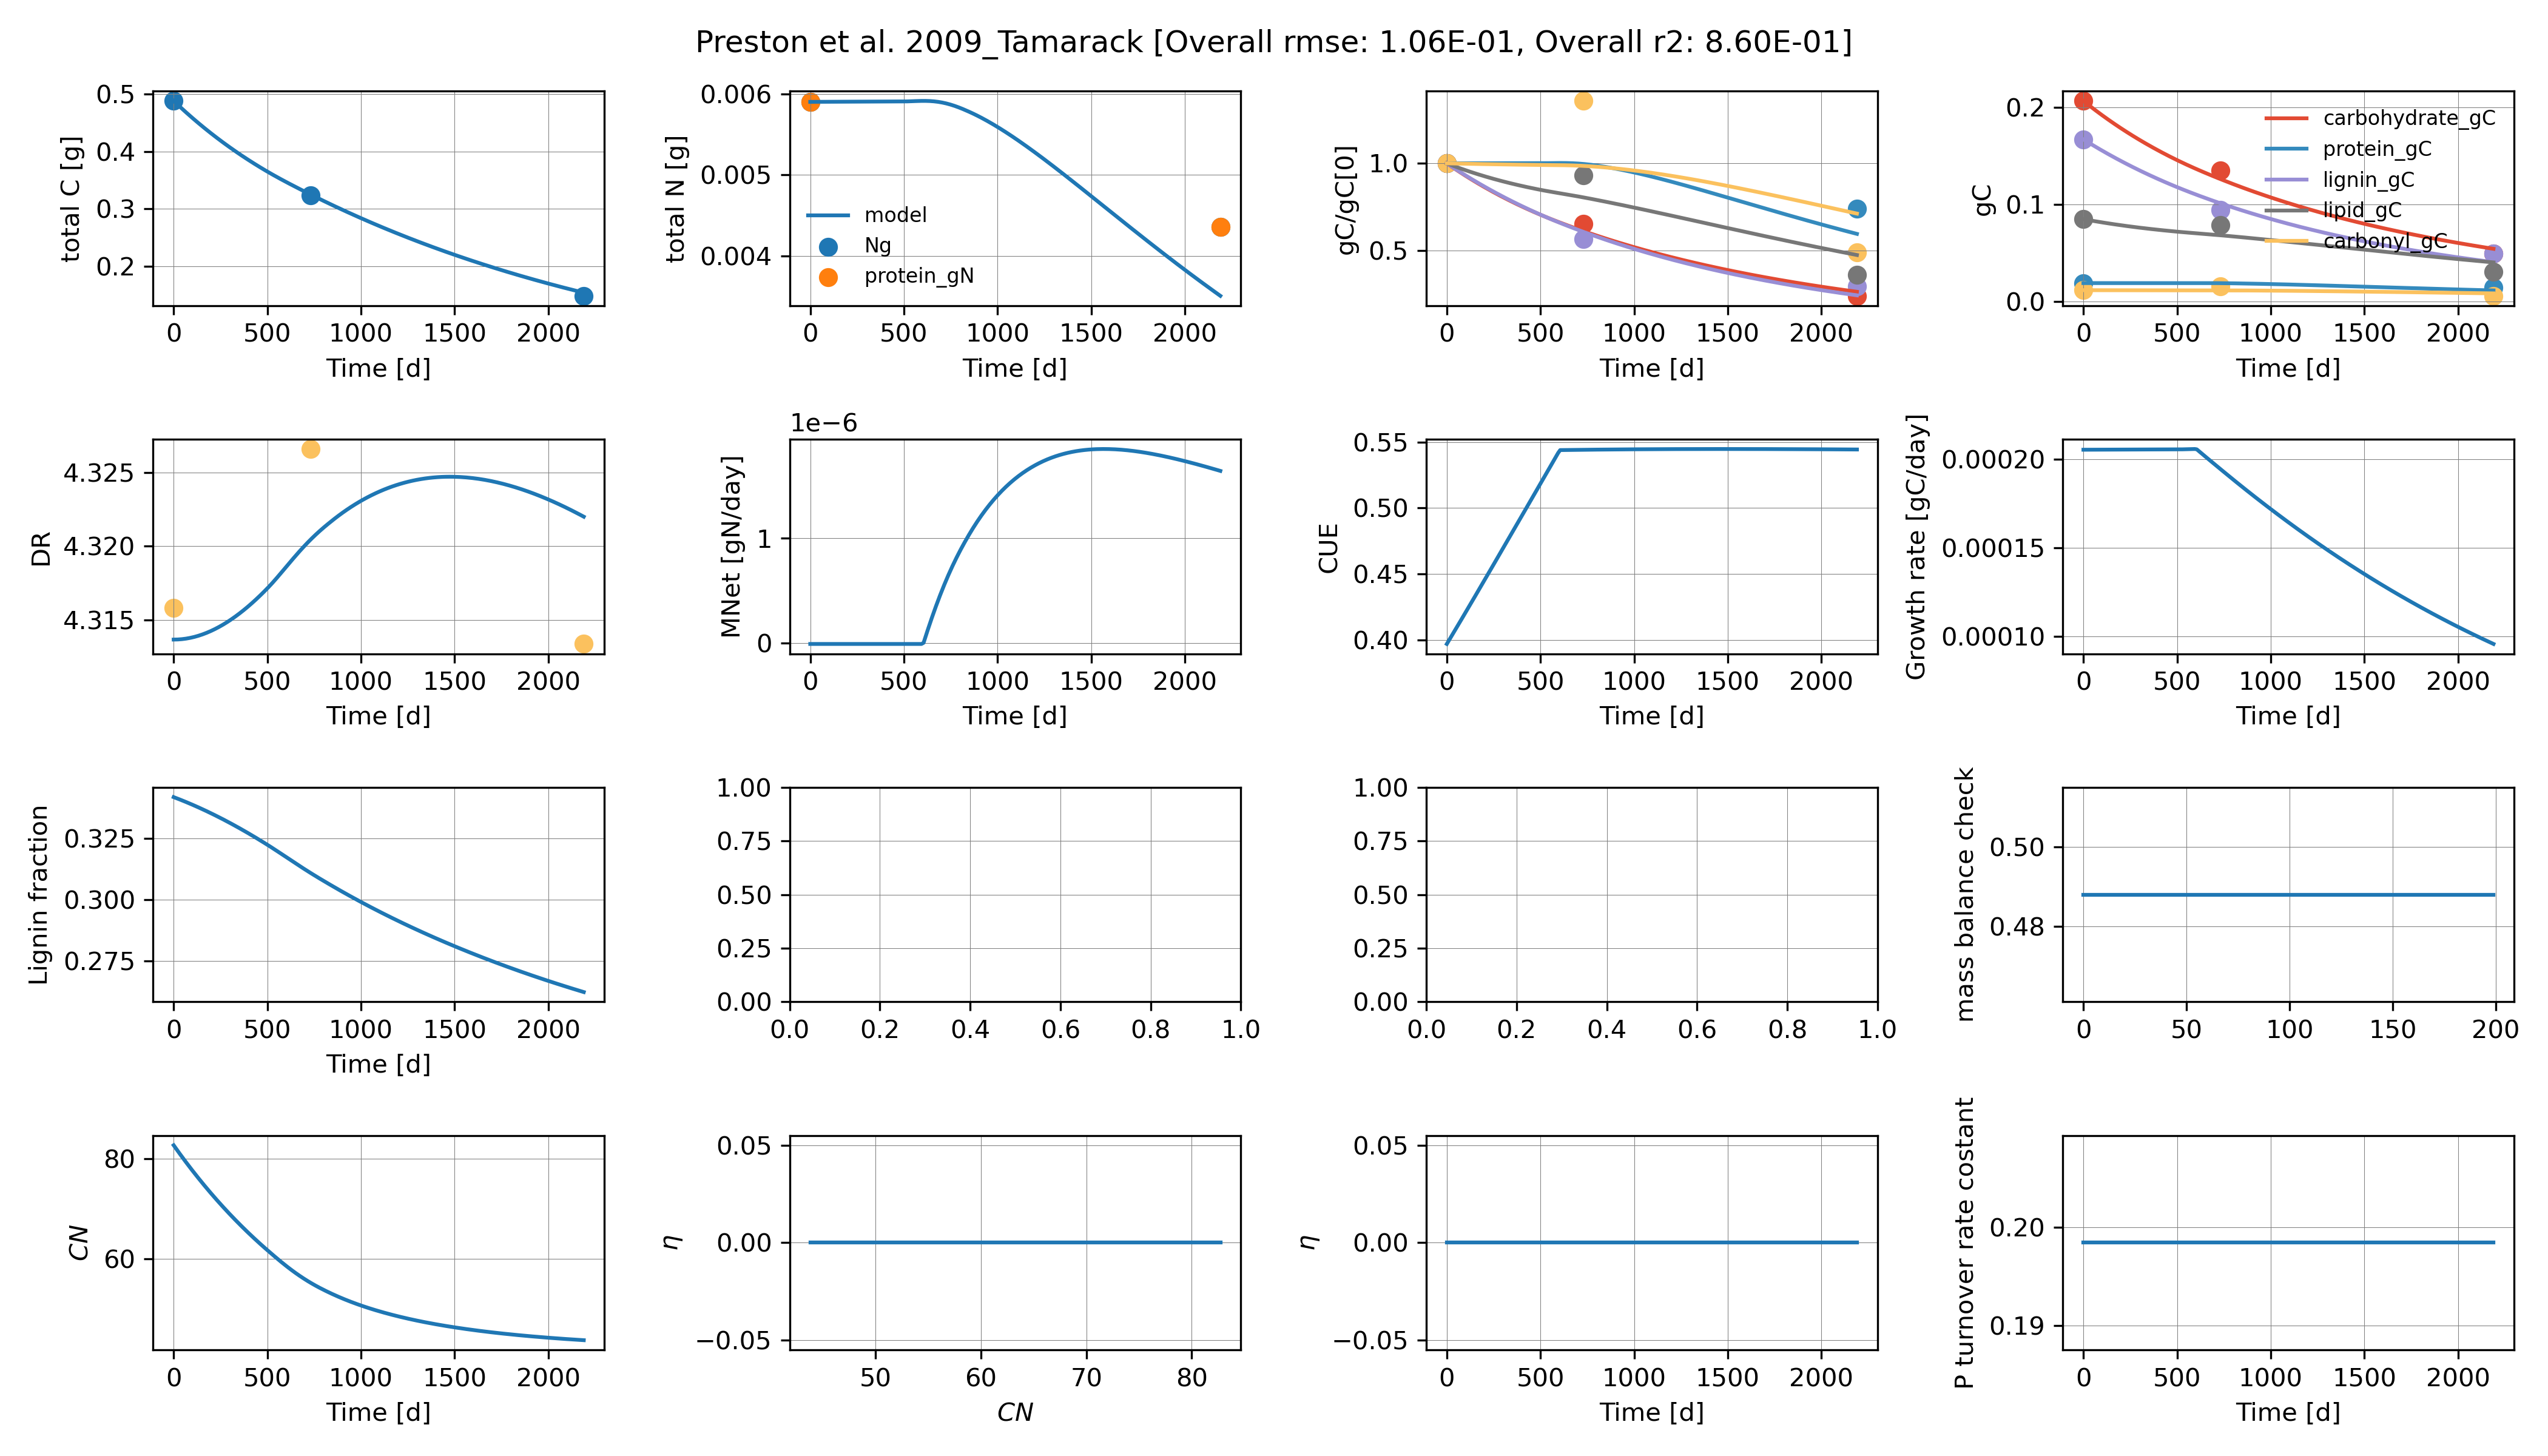 Preston et al. 2009_Tamarack [Overall rmse: 1.06E-01, Overall r2: 8.60E-01]
total C [g]
0.5
0.4
0.3
0.2
0 500 1000 1500 2000
Time [d]
total N [g]
0.006
0.005
0.004
model
Ng
protein_gN
0 500 1000 1500 2000
Time [d]
gC/gC[0]
1.0
0.5
0 500 1000 1500 2000
Time [d]
gC
0.2
0.1
0.0
carbohydrate_gC
protein_gC
lignin_gC
lipid_gC
carbonyl_gC
0 500 1000 1500 2000
Time [d]
DR
4.325
4.320
4.315
0 500 1000 1500 2000
Time [d]
1e−6
MNet [gN/day]
1
0
0 500 1000 1500 2000
Time [d]
CUE
0.55
0.50
0.45
0.40
0 500 1000 1500 2000
Time [d]
Growth rate [gC/day]
0.00020
0.00015
0.00010
0 500 1000 1500 2000
Time [d]
Lignin fraction
0.325
0.300
0.275
0 500 1000 1500 2000
Time [d]
1.00
0.75
0.50
0.25
0.00
0.0 0.2 0.4 0.6 0.8 1.0
1.00
0.75
0.50
0.25
0.00
0.0 0.2 0.4 0.6 0.8 1.0
mass balance check
0.50
0.48
0 50 100 150 200
CN
80
60
0 500 1000 1500 2000
Time [d]
η
0.05
0.00
−0.05
50 60 70 80
CN
η
0.05
0.00
−0.05
0 500 1000 1500 2000
Time [d]
P turnover rate costant
0.20
0.19
0 500 1000 1500 2000
Time [d]